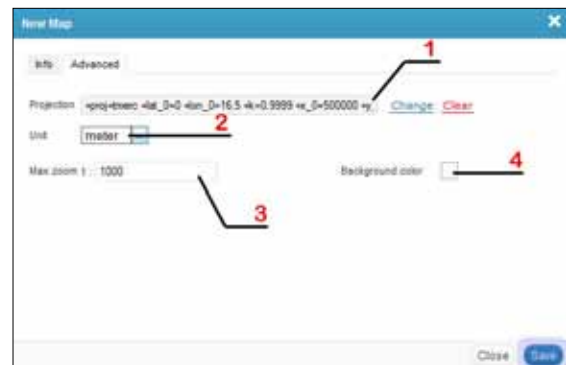 New Map
Info Advanced
1
Projection +proj=tmerc +lat_0=0 +lon_0=16.5 +k=0.9999 +x_0=500000 +y_ Change Clear
2
Unit meter
4
Max zoom 1: 1000 Background color
3
Close Save